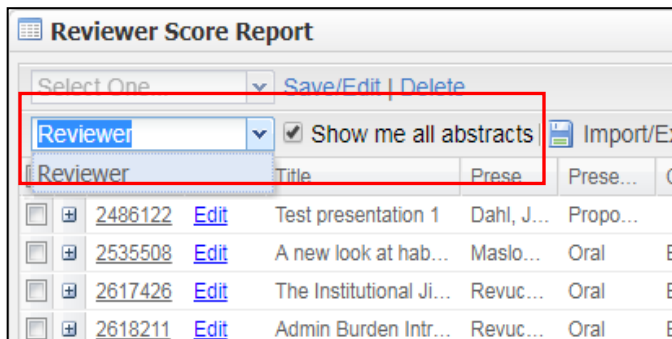 Reviewer Score Report
Select One... Save/Edit | Delete
Reviewer Show me all abstracts | Import/E
Reviewer Title Prese... Prese...
2486122 Edit Test presentation 1 Dahl, J... Propo...
2535508 Edit A new look at hab... Maslo... Oral
2617426 Edit The Institutional Ji... Revuc... Oral
2618211 Edit Admin Burden Intr... Revuc... Oral